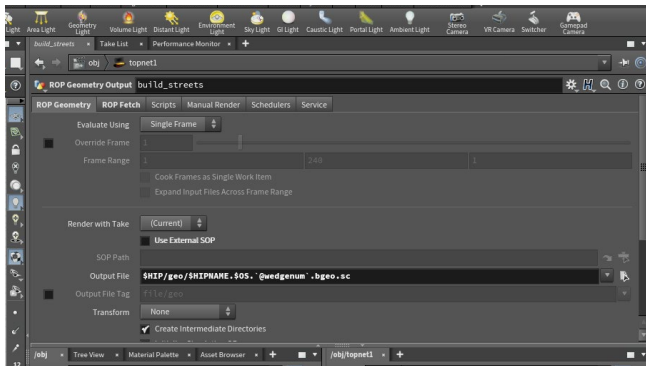 Light Area Light Geometry Light Volume Light Distant Light Environment Light Sky Light GI Light Caustic Light Portal Light Ambient Light Stereo Camera VR Camera Switcher Gamepad Camera
build_streets × Take List × Performance Monitor × +
obj topnet1
ROP Geometry Output build_streets
ROP Geometry ROP Fetch Scripts Manual Render Schedulers Service
Evaluate Using Single Frame
Override Frame 1
Frame Range 1 240 1
Cook Frames as Single Work Item
Expand Input Files Across Frame Range
Render with Take (Current)
Use External SOP
SOP Path
Output File $HIP/geo/$HIPNAME.$OS.`@wedgenum`.bgeo.sc
Output File Tag file/geo
Transform None
Create Intermediate Directories
/obj × Tree View × Material Palette × Asset Browser × + /obj/topnet1 × +